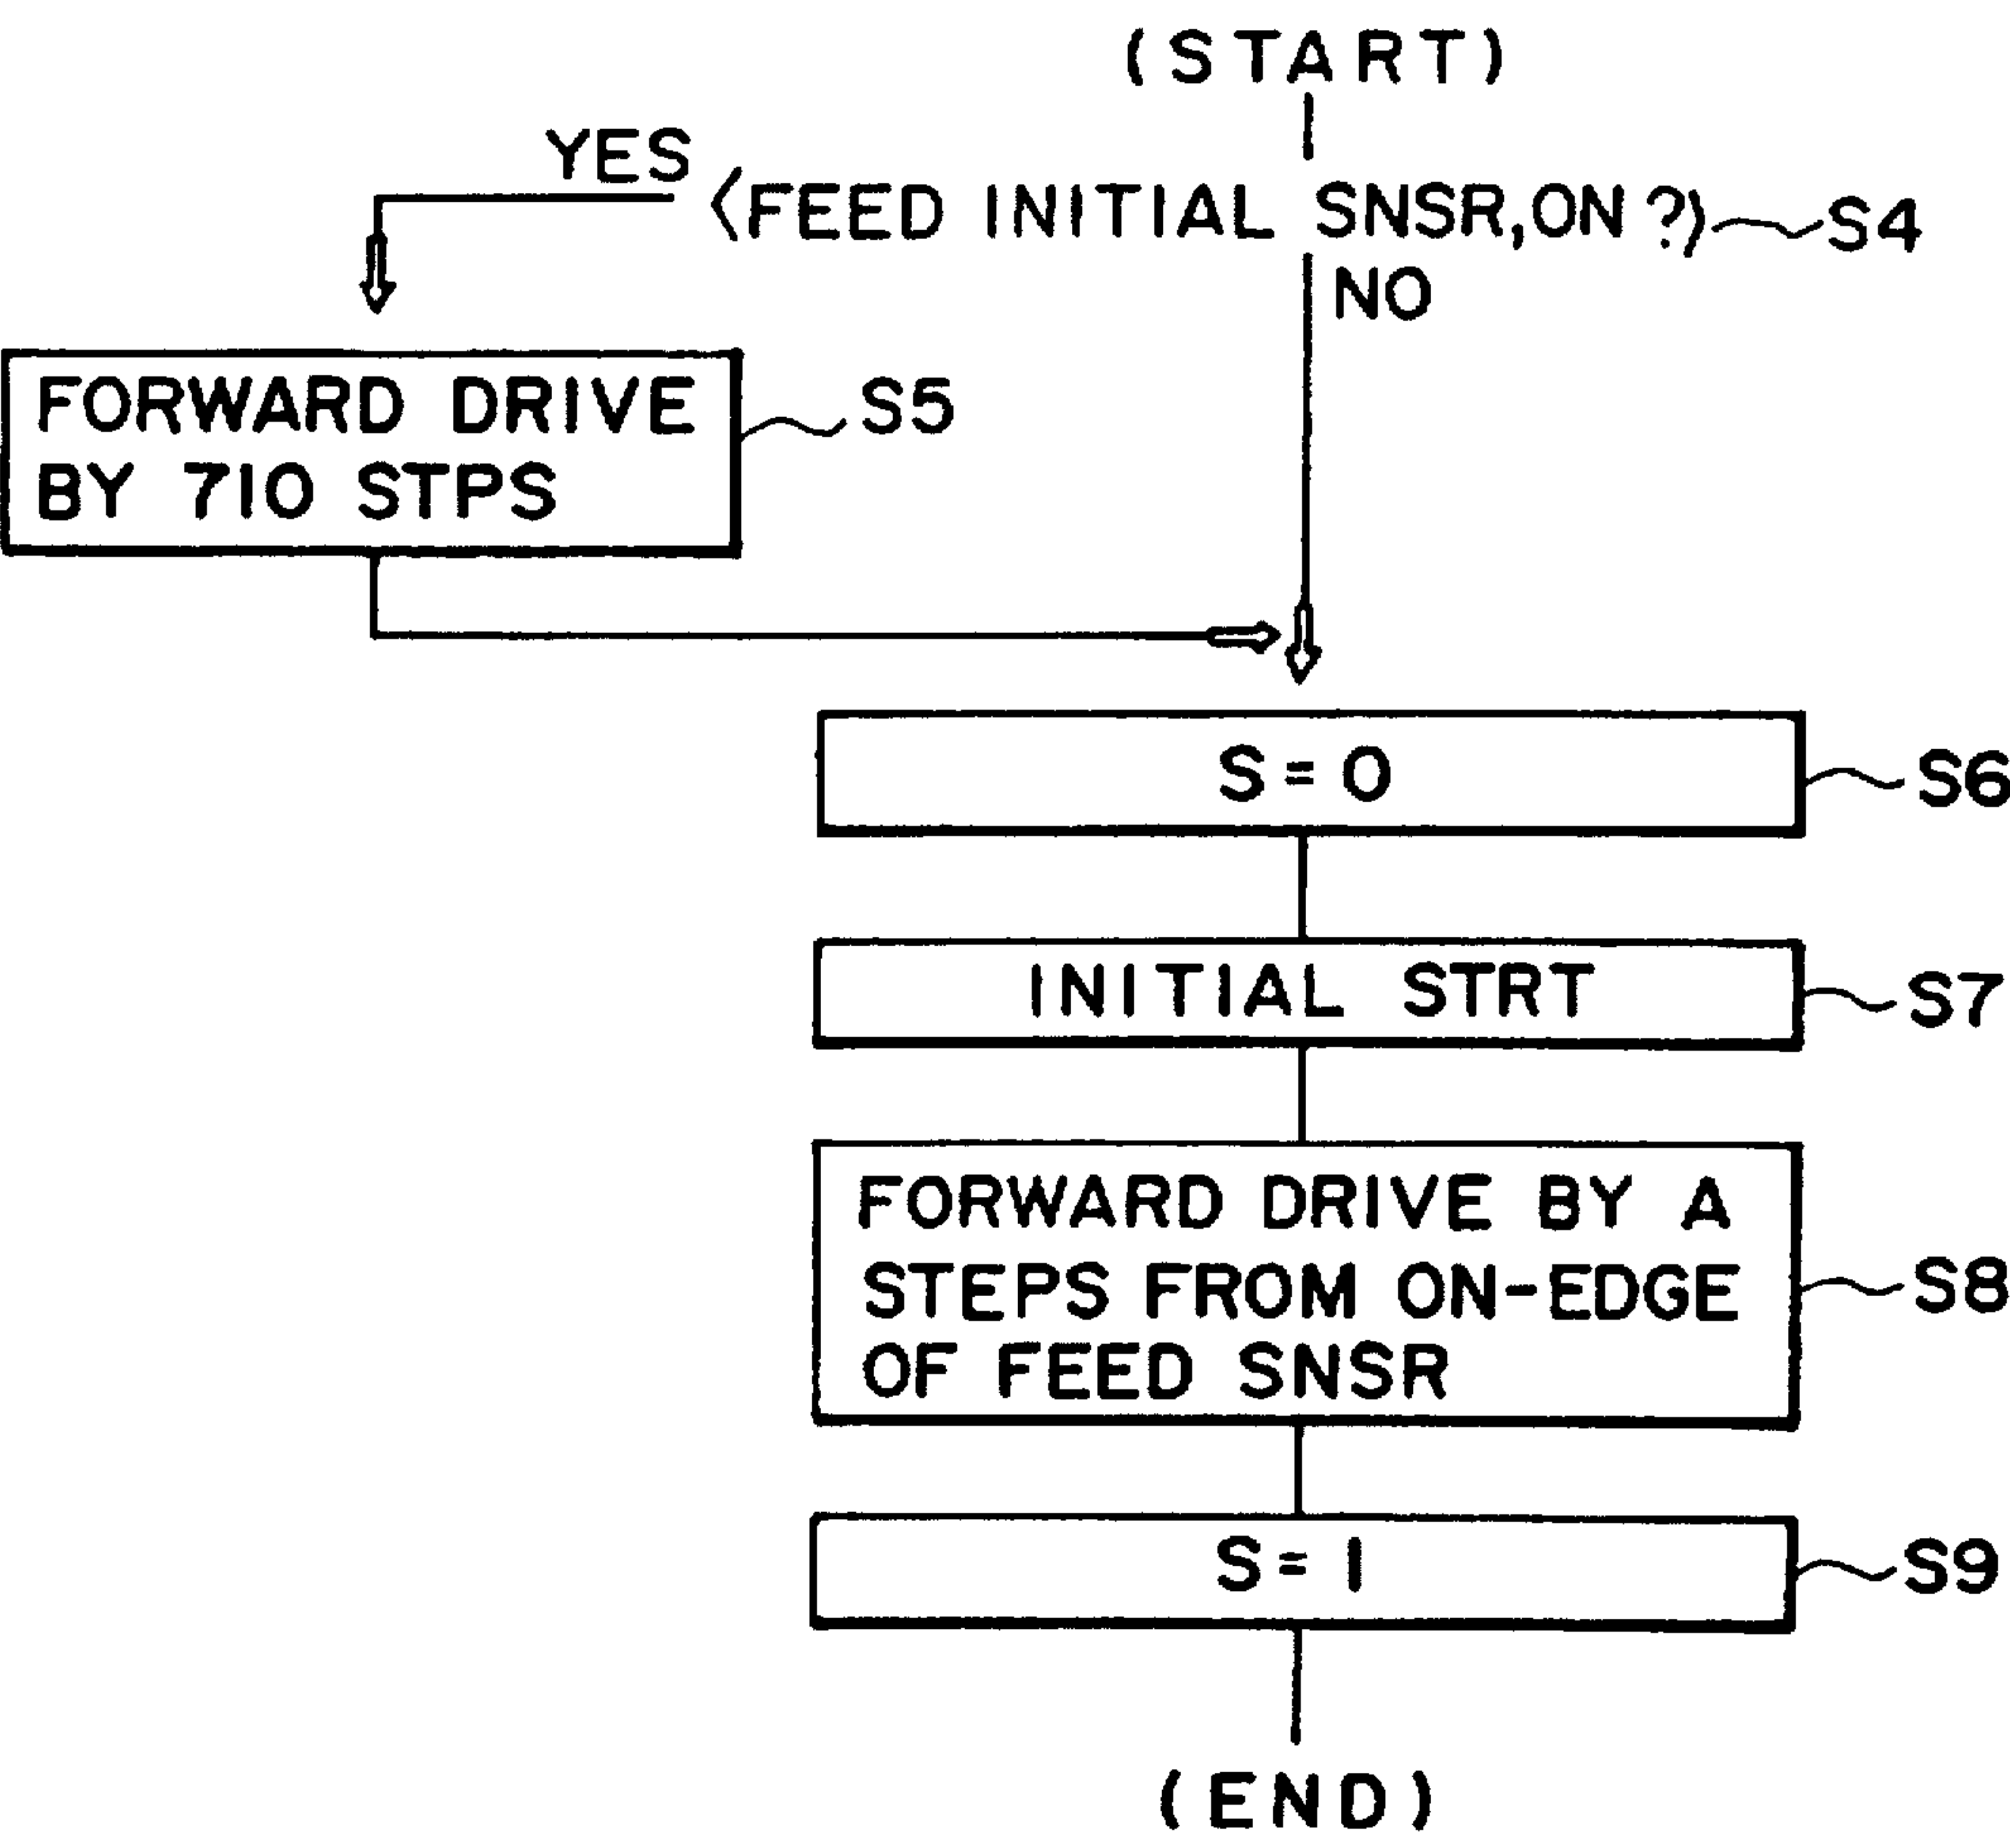 (START)
YES
(FEED INITIAL SNSR, ON?)
S4
NO
FORWARD DRIVE
BY 710 STPS
S5
S=0
S6
INITIAL STRT
S7
FORWARD DRIVE BY A
STEPS FROM ON-EDGE
OF FEED SNSR
S8
S=1
S9
(END)